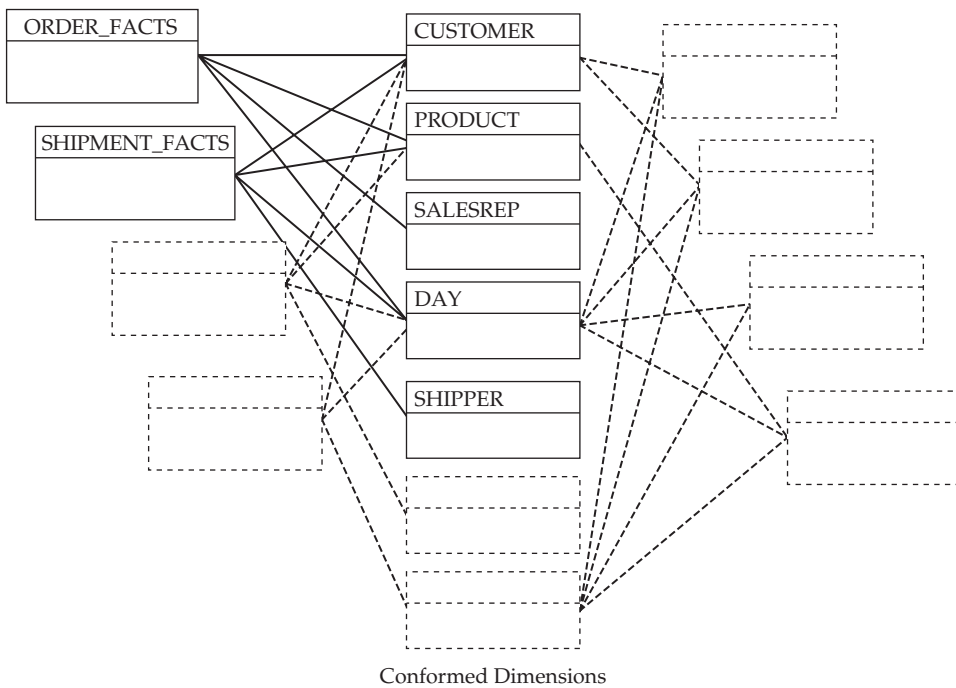 ORDER_FACTS
SHIPMENT_FACTS
CUSTOMER
PRODUCT
SALESREP
DAY
SHIPPER
Conformed Dimensions